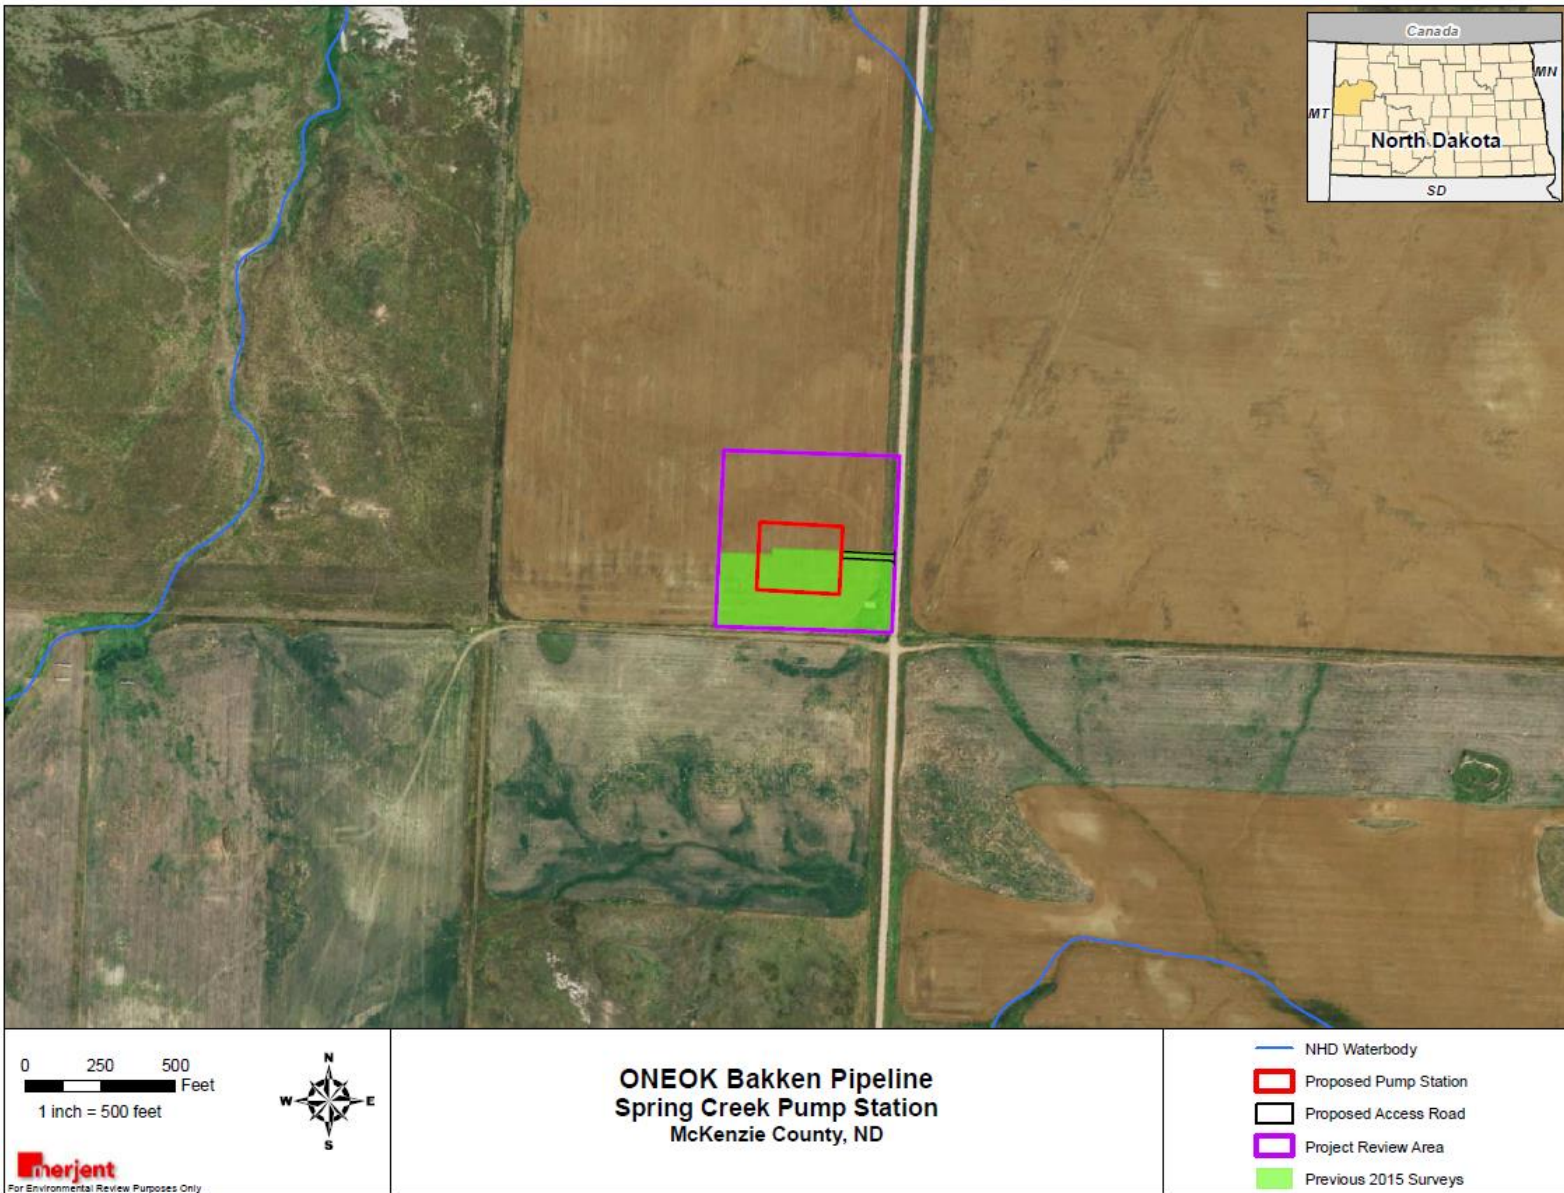 Canada
MN
MT
North Dakota
SD
0 250 500
Feet
1 inch = 500 feet
N
W E
S
merjent
For Environmental Review Purposes Only
ONEOK Bakken Pipeline
Spring Creek Pump Station
McKenzie County, ND
NHD Waterbody
Proposed Pump Station
Proposed Access Road
Project Review Area
Previous 2015 Surveys